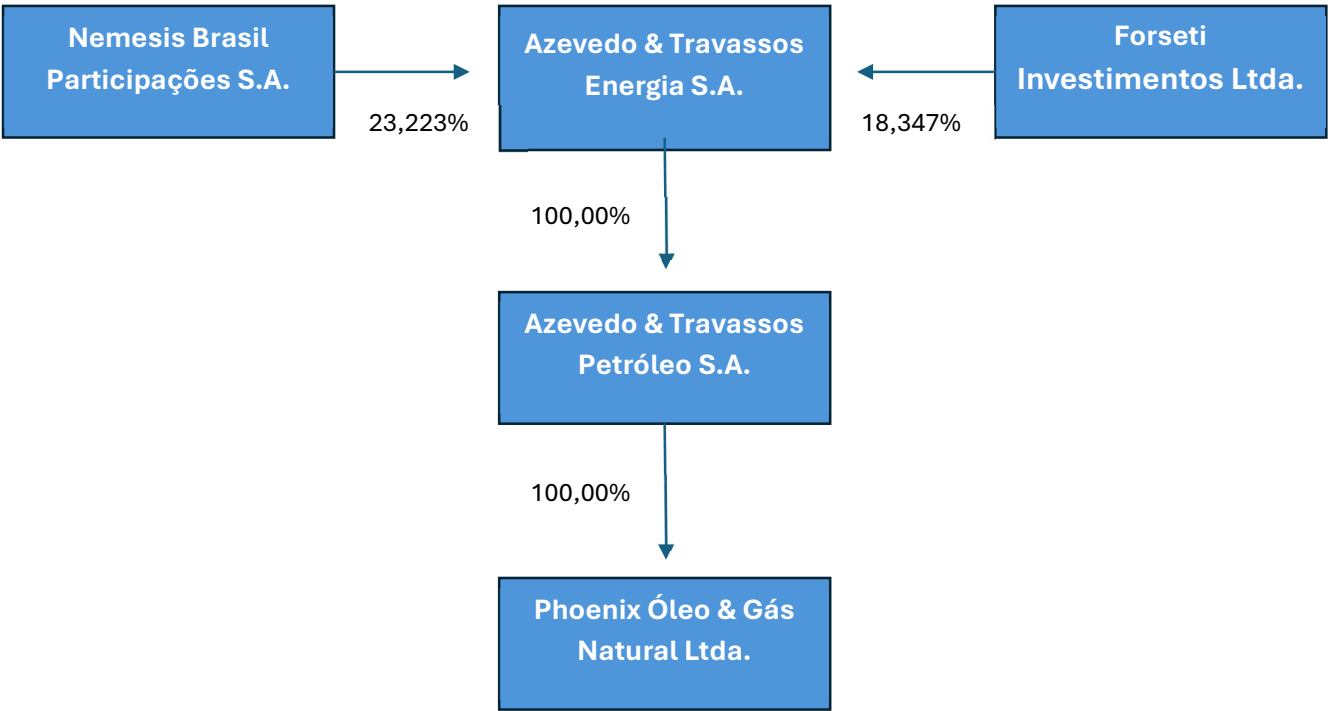 Nemesis Brasil
Participações S.A.
Azevedo & Travassos
Energia S.A.
Forseti
Investimentos Ltda.
23,223%
18,347%
100,00%
Azevedo & Travassos
Petróleo S.A.
100,00%
Phoenix Óleo & Gás
Natural Ltda.